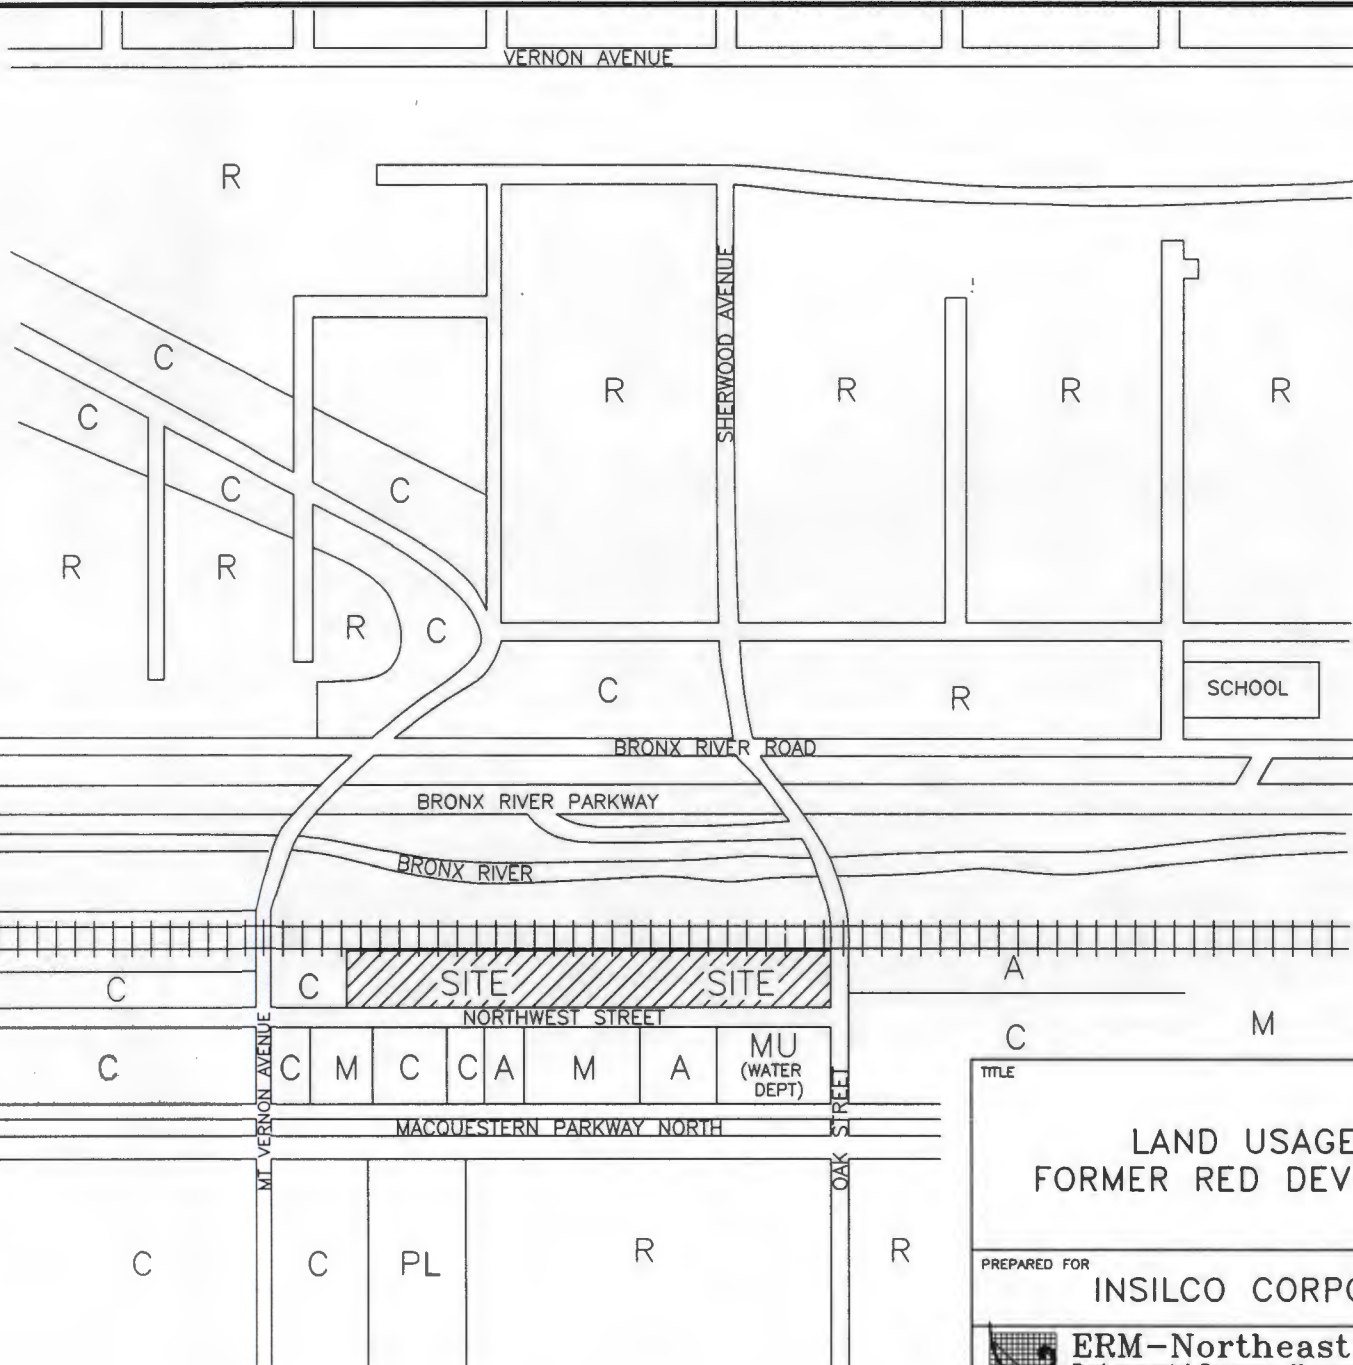 VERNON AVENUE
R
SHERWOOD AVENUE
C
R
R
R
R
C
C
C
R
R
R
C
C
R
SCHOOL
BRONX RIVER ROAD
BRONX RIVER PARKWAY
BRONX RIVER
A
C
C
SITE
SITE
NORTHWEST STREET
C
M
C
MT VERNON AVENUE
C
M
C
C
A
M
A
MU
(WATER
DEPT)
OAK STREET
MACQUESTERN PARKWAY NORTH
C
C
PL
R
R
TITLE
LAND USAGE
FORMER RED DEV
PREPARED FOR
INSILCO CORPO
ERM-Northeast